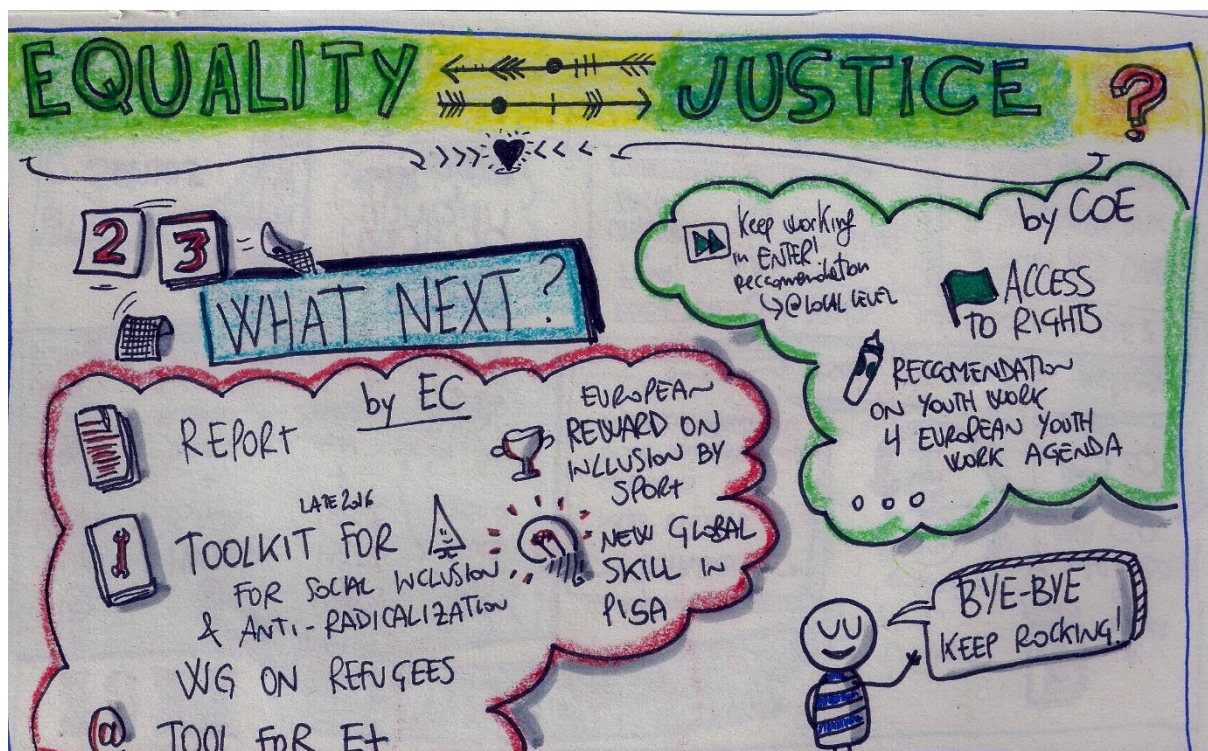 EQUALITY JUSTICE ?
2 3
WHAT NEXT?
by EC
REPORT
LATE 2016
TOOLKIT FOR
FOR SOCIAL INCLUSION
& ANTI-RADICALIZATION
WG ON REFUGEES
@ TOOL FOR E+
EUROPEAN
REWARD ON
INCLUSION BY
SPORT
NEW GLOBAL
SKILL IN
PISA
by COE
Keep working
in ENTER!
Reccomendation
@ LOCAL LEVEL
ACCESS
TO RIGHTS
RECCOMENDATION
ON YOUTH WORK
4 EUROPEAN YOUTH
WORK AGENDA
BYE-BYE
KEEP ROCKING!